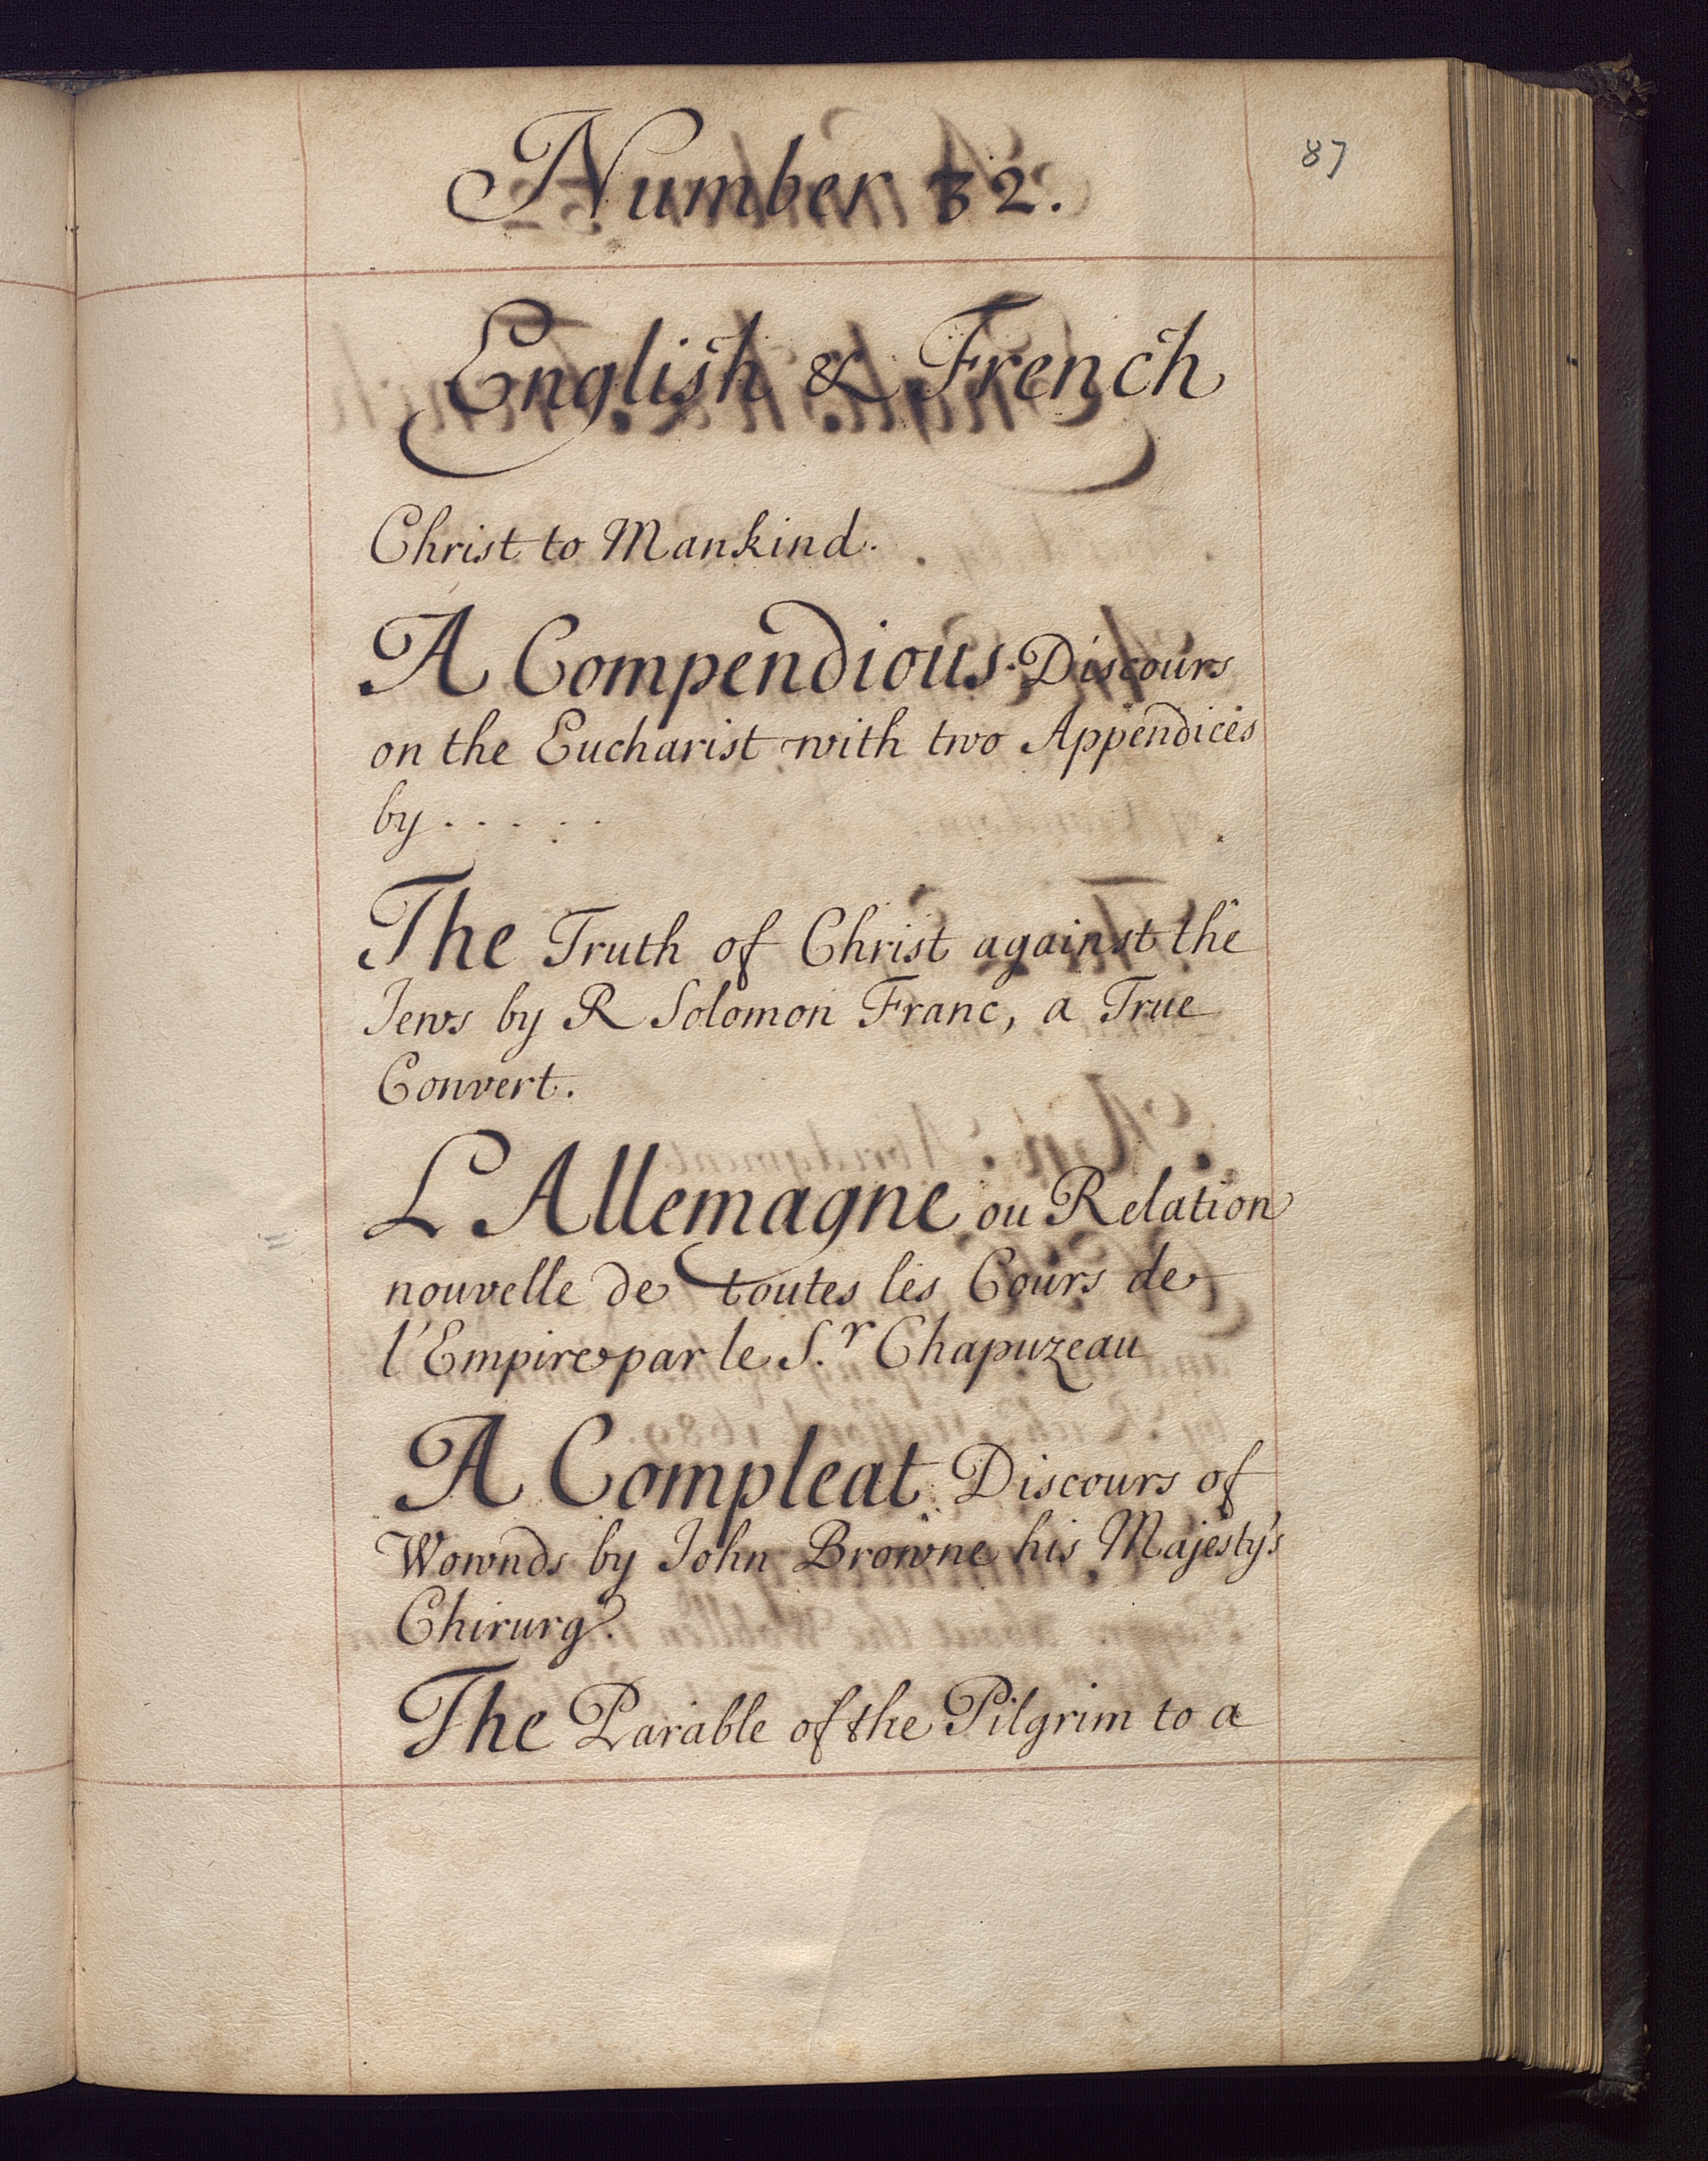 87
Number 32.
English & French
Christ to Mankind.
A Compendious Discours
on the Eucharist with two Appendices
by . . . . .
The Truth of Christ against the
Jews by R Solomon Franc, a True
Convert.
L Allemagne ou Relation
nouvelle de toutes les Cours de
l'Empire par le S.r Chapuzeau
A Compleat Discours of
Wownds by John Browne his Majesty's
Chirurg.
The Parable of the Pilgrim to a